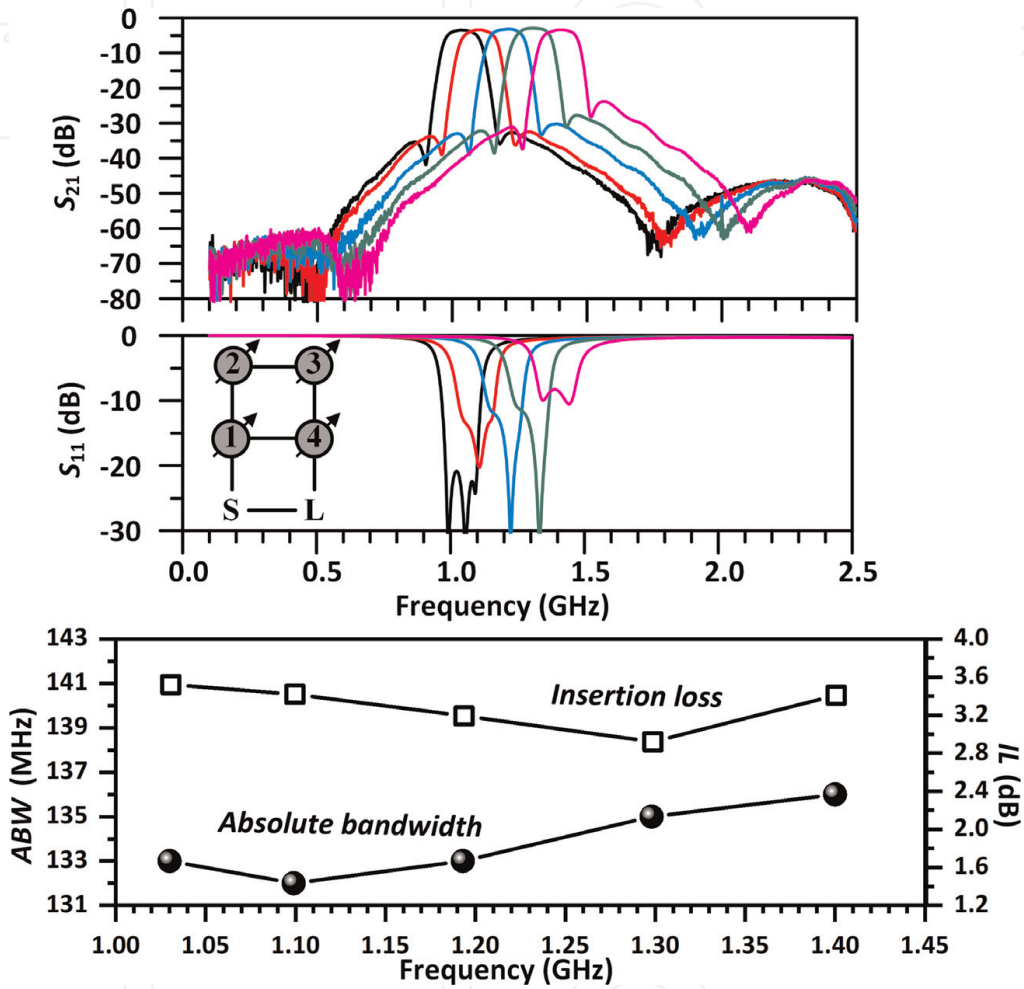 0
-10
-20
-30
-40
-50
-60
-70
-80
S21 (dB)
0
-10
-20
-30
S11 (dB)
2 3
1 4
S L
0.0 0.5 1.0 1.5 2.0 2.5
Frequency (GHz)
143
141
139
137
135
133
131
ABW (MHz)
Insertion loss
Absolute bandwidth
4.0
3.6
3.2
2.8
2.4
2.0
1.6
1.2
IL (dB)
1.00 1.05 1.10 1.15 1.20 1.25 1.30 1.35 1.40 1.45
Frequency (GHz)